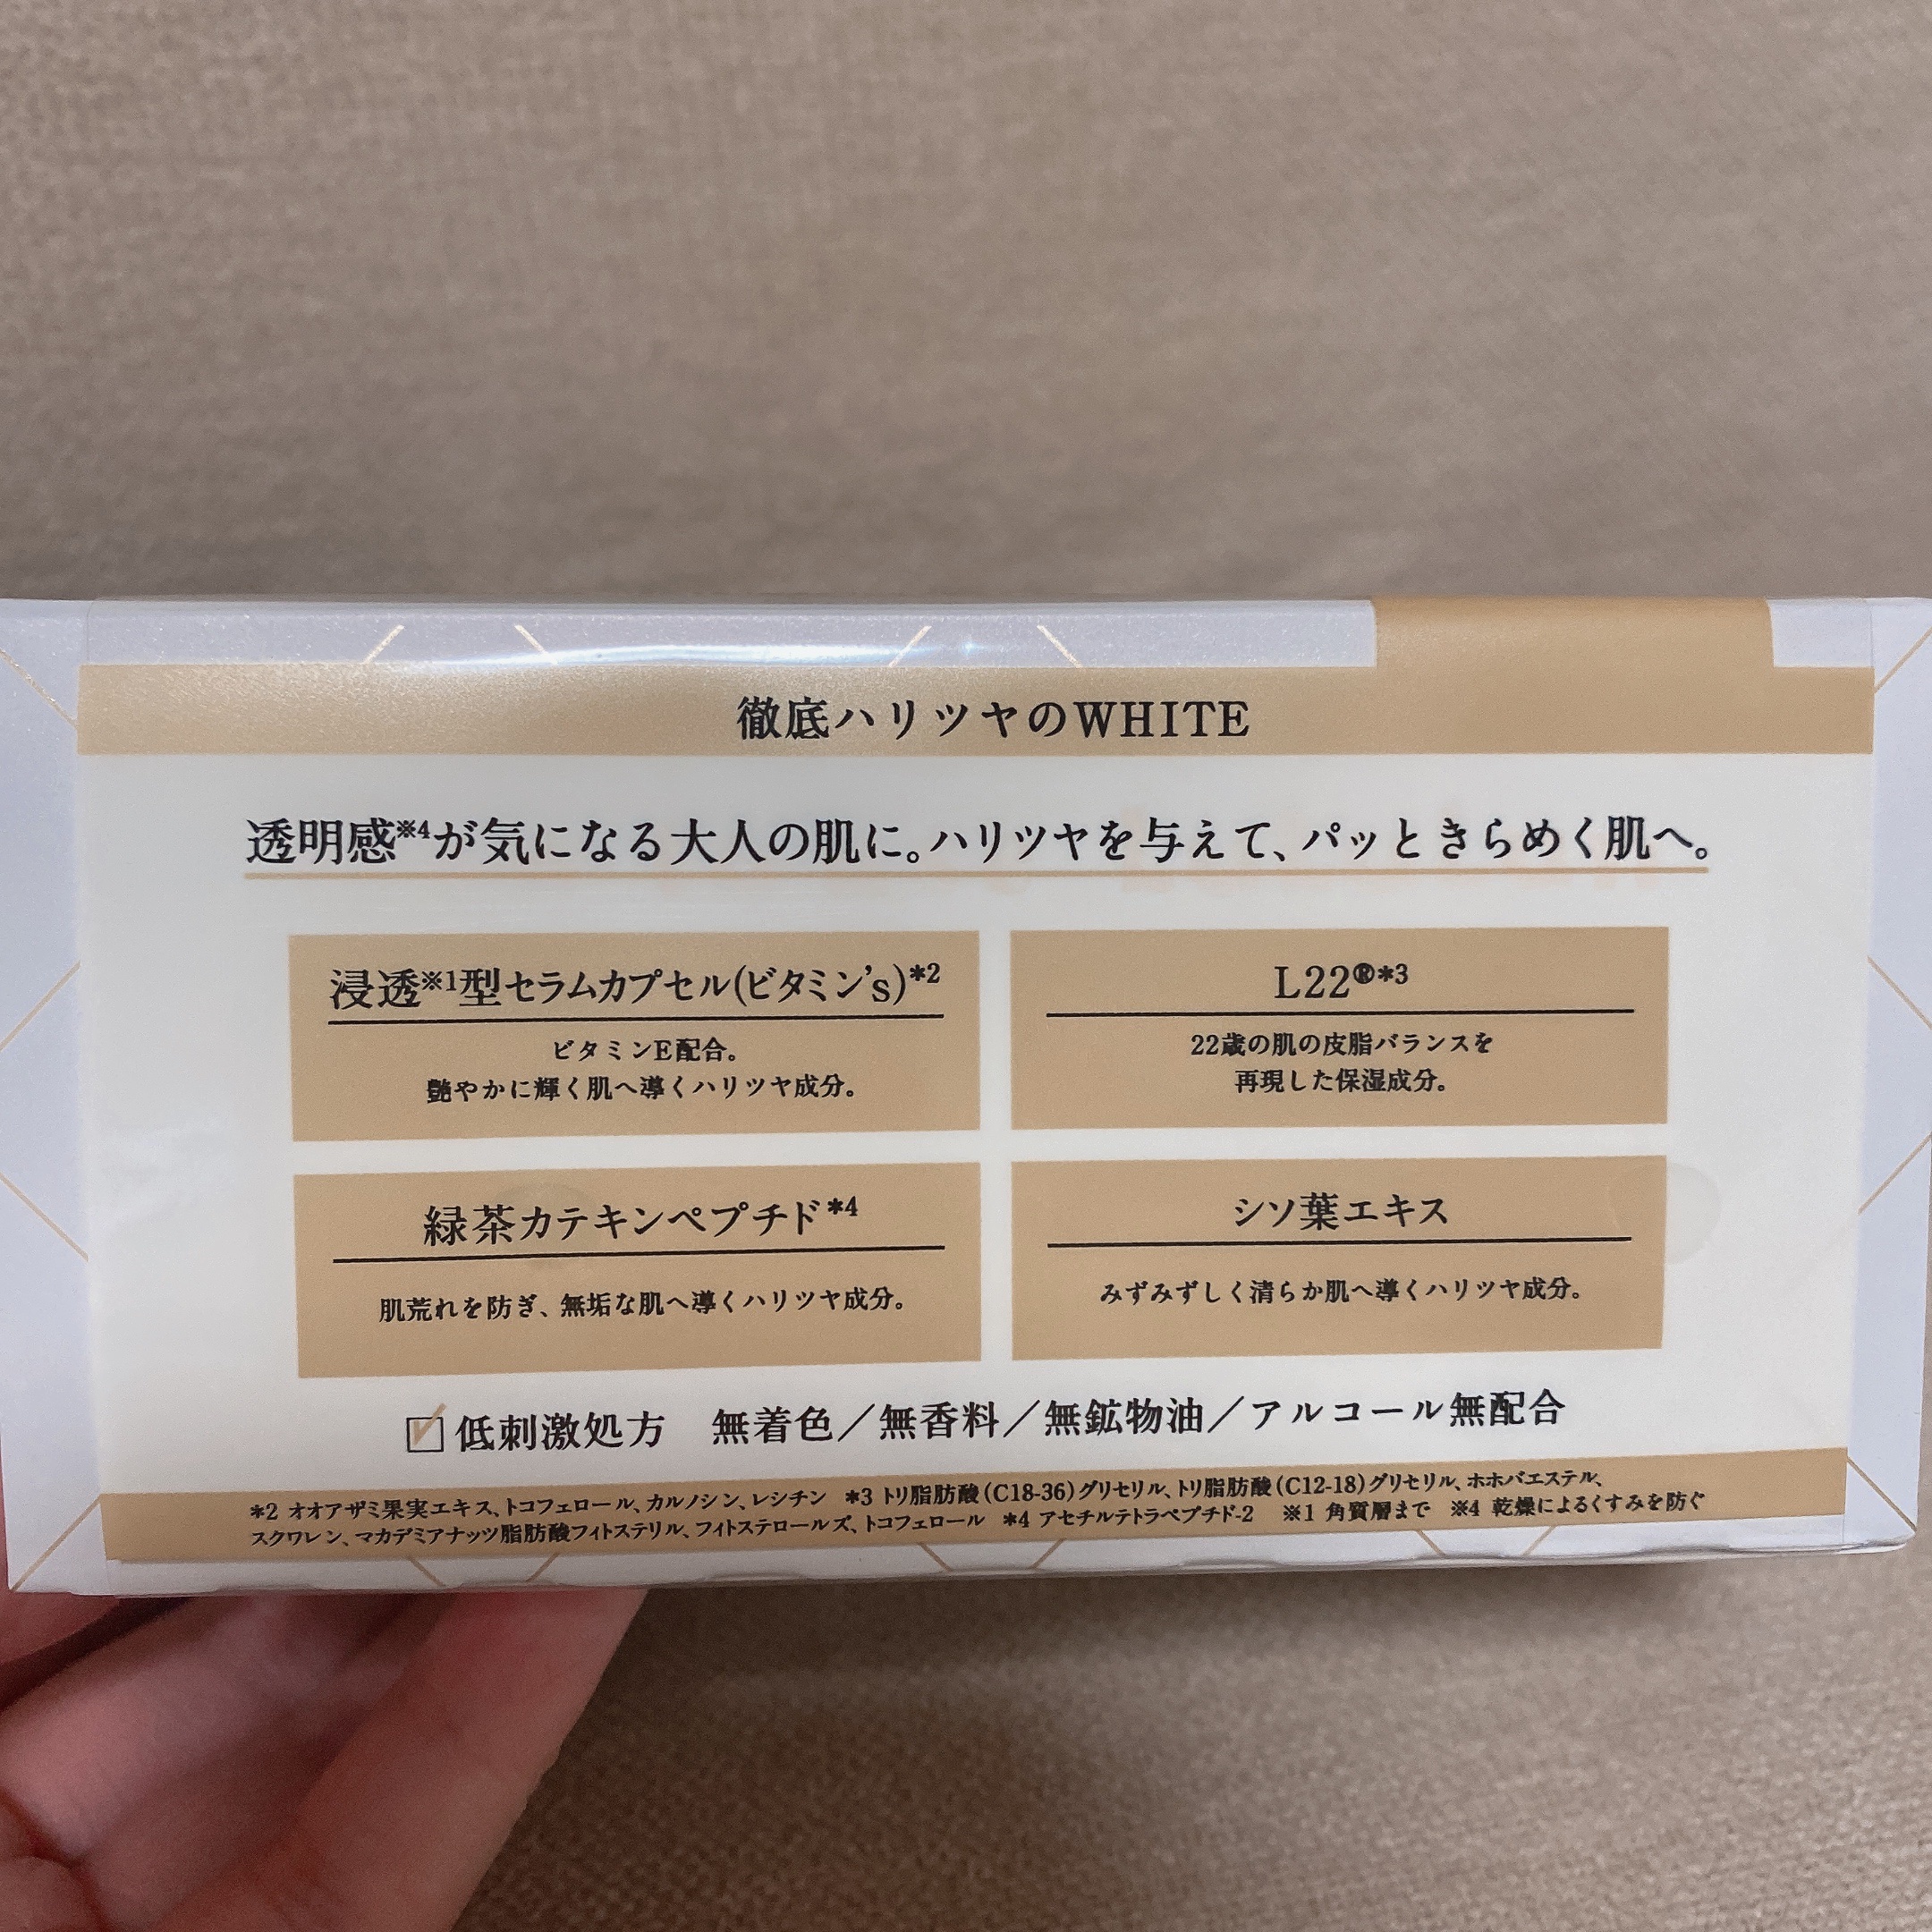 徹底ハリツヤのWHITE
透明感※4が気になる大人の肌に。ハリツヤを与えて、パッときらめく肌へ。
浸透※1型セラムカプセル(ビタミン's)*2
ビタミンE配合。
艶やかに輝く肌へ導くハリツヤ成分。
L22®*3
22歳の肌の皮脂バランスを
再現した保湿成分。
緑茶カテキンペプチド*4
肌荒れを防ぎ、無垢な肌へ導くハリツヤ成分。
シソ葉エキス
みずみずしく清らか肌へ導くハリツヤ成分。
低刺激処方 無着色／無香料／無鉱物油／アルコール無配合
*2 オオアザミ果実エキス、トコフェロール、カルノシン、レシチン *3 トリ脂肪酸(C18-36)グリセリル、トリ脂肪酸(C12-18)グリセリル、ホホバエステル、
スクワレン、マカデミアナッツ脂肪酸フィトステリル、フィトステロールズ、トコフェロール *4 アセチルテトラペプチド-2 ※1 角質層まで ※4 乾燥によるくすみを防ぐ